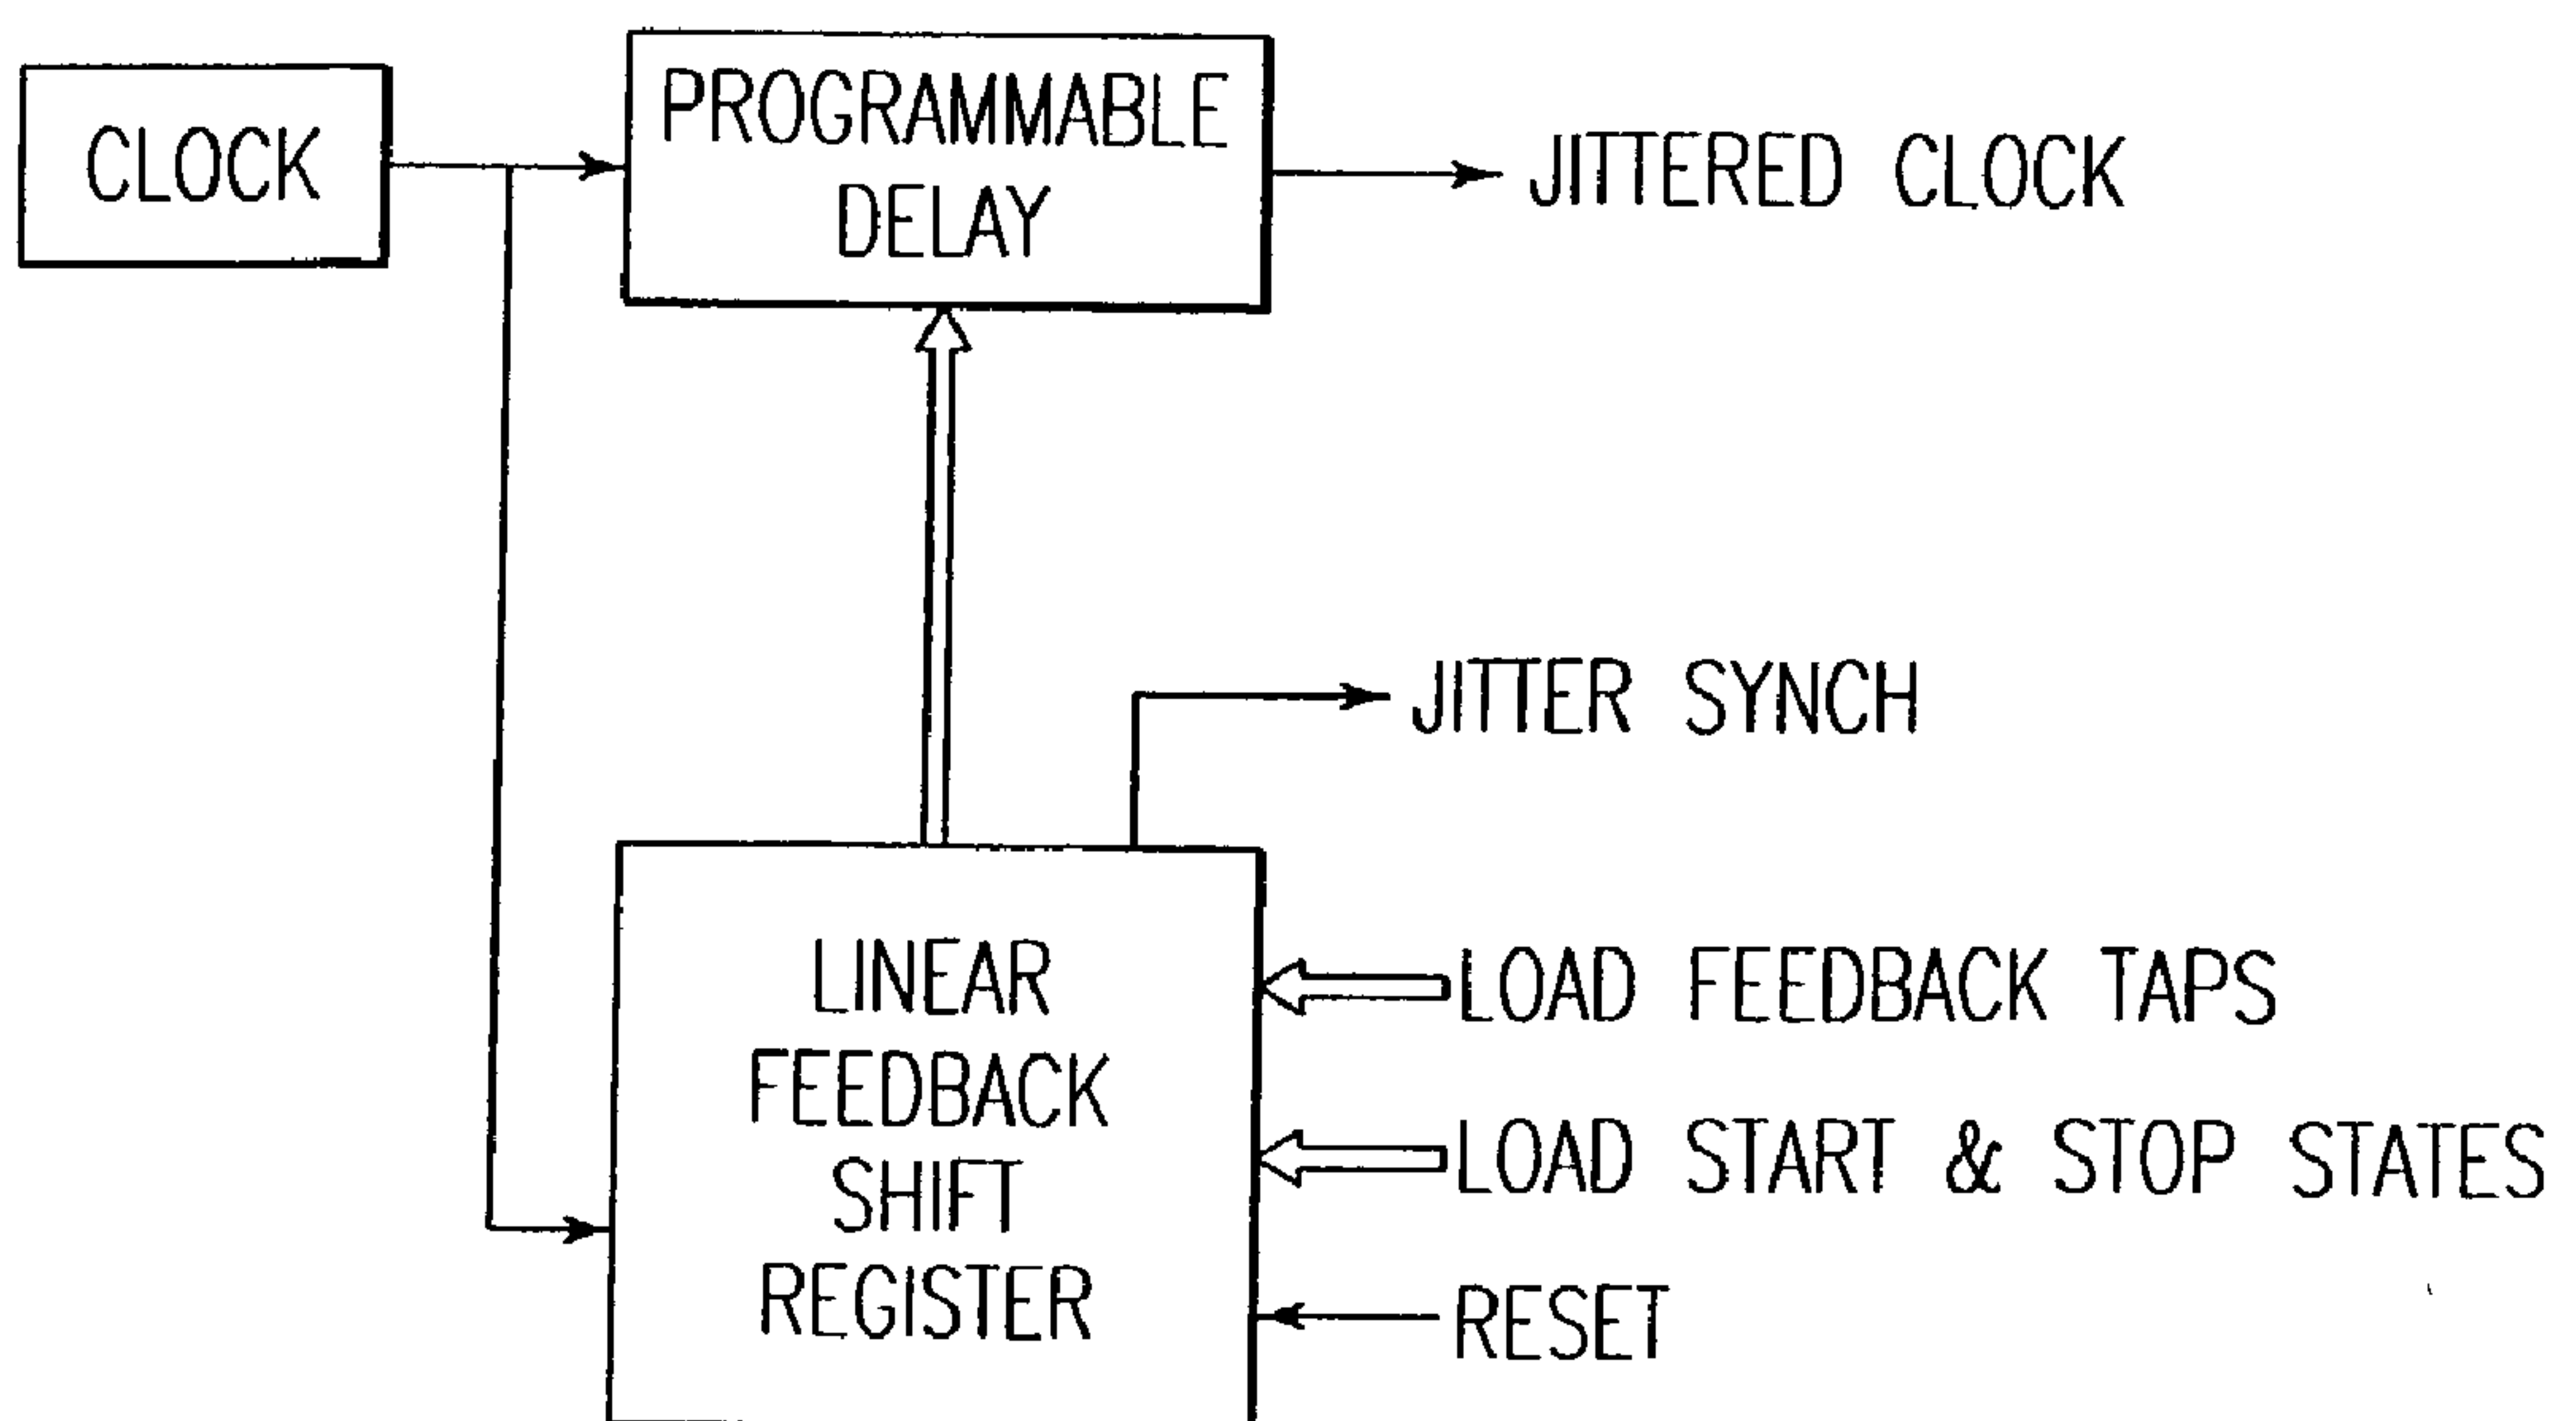 CLOCK
PROGRAMMABLE
DELAY
JITTERED CLOCK
JITTER SYNCH
LINEAR
FEEDBACK
SHIFT
REGISTER
LOAD FEEDBACK TAPS
LOAD START & STOP STATES
RESET